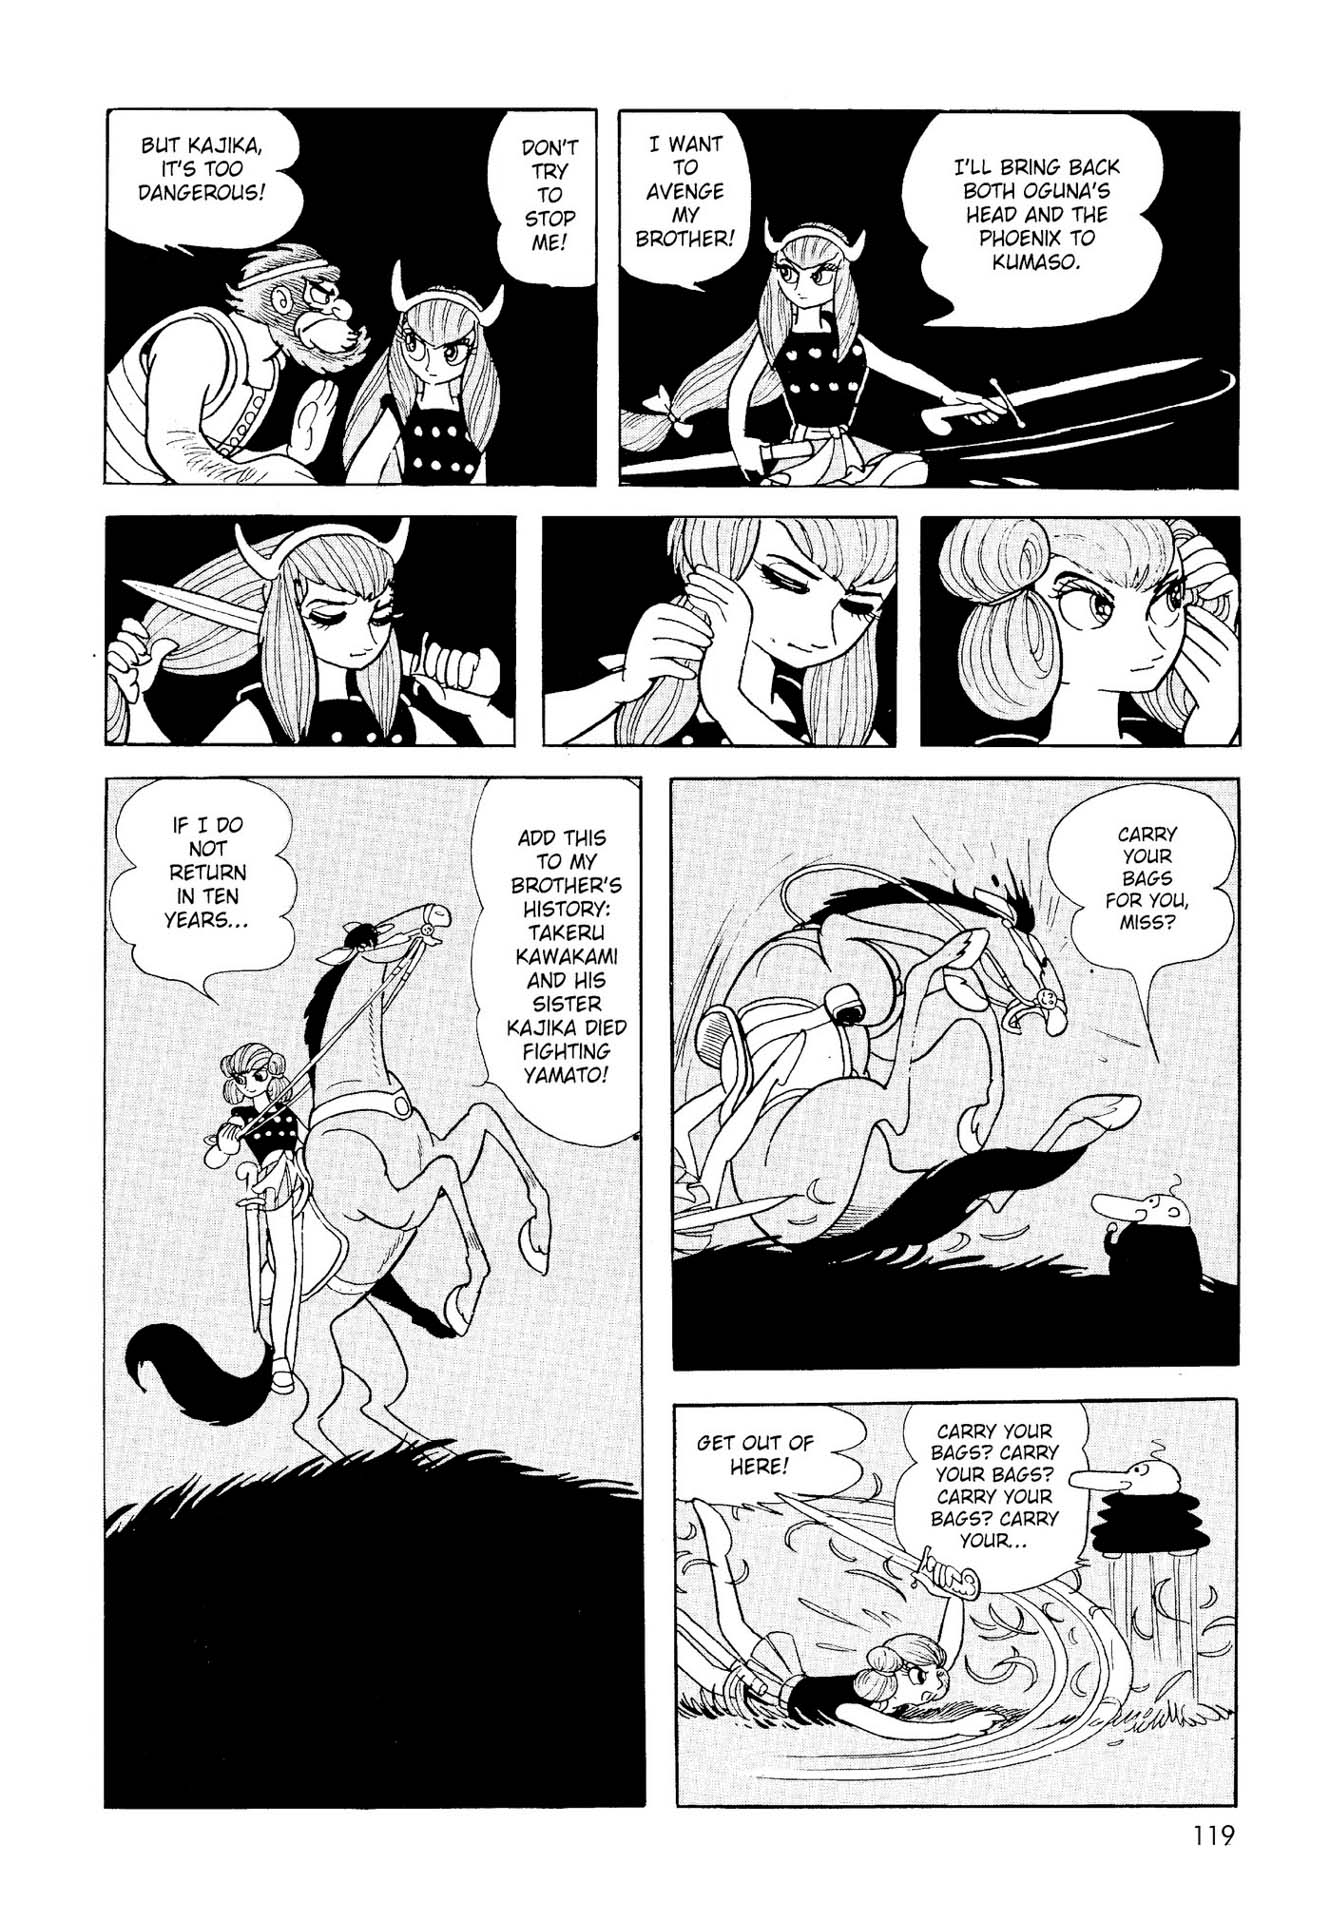 BUT KAJIKA,
IT'S TOO
DANGEROUS!
DON'T
TRY
TO
STOP
ME!
I WANT
TO
AVENGE
MY
BROTHER!
I'LL BRING BACK
BOTH OGUNA'S
HEAD AND THE
PHOENIX TO
KUMASO.
IF I DO
NOT
RETURN
IN TEN
YEARS...
ADD THIS
TO MY
BROTHER'S
HISTORY:
TAKERU
KAWAKAMI
AND HIS
SISTER
KAJIKA DIED
FIGHTING
YAMATO!
CARRY
YOUR
BAGS
FOR YOU,
MISS?
GET OUT OF
HERE!
CARRY YOUR
BAGS? CARRY
YOUR BAGS?
CARRY YOUR
BAGS? CARRY
YOUR...
119